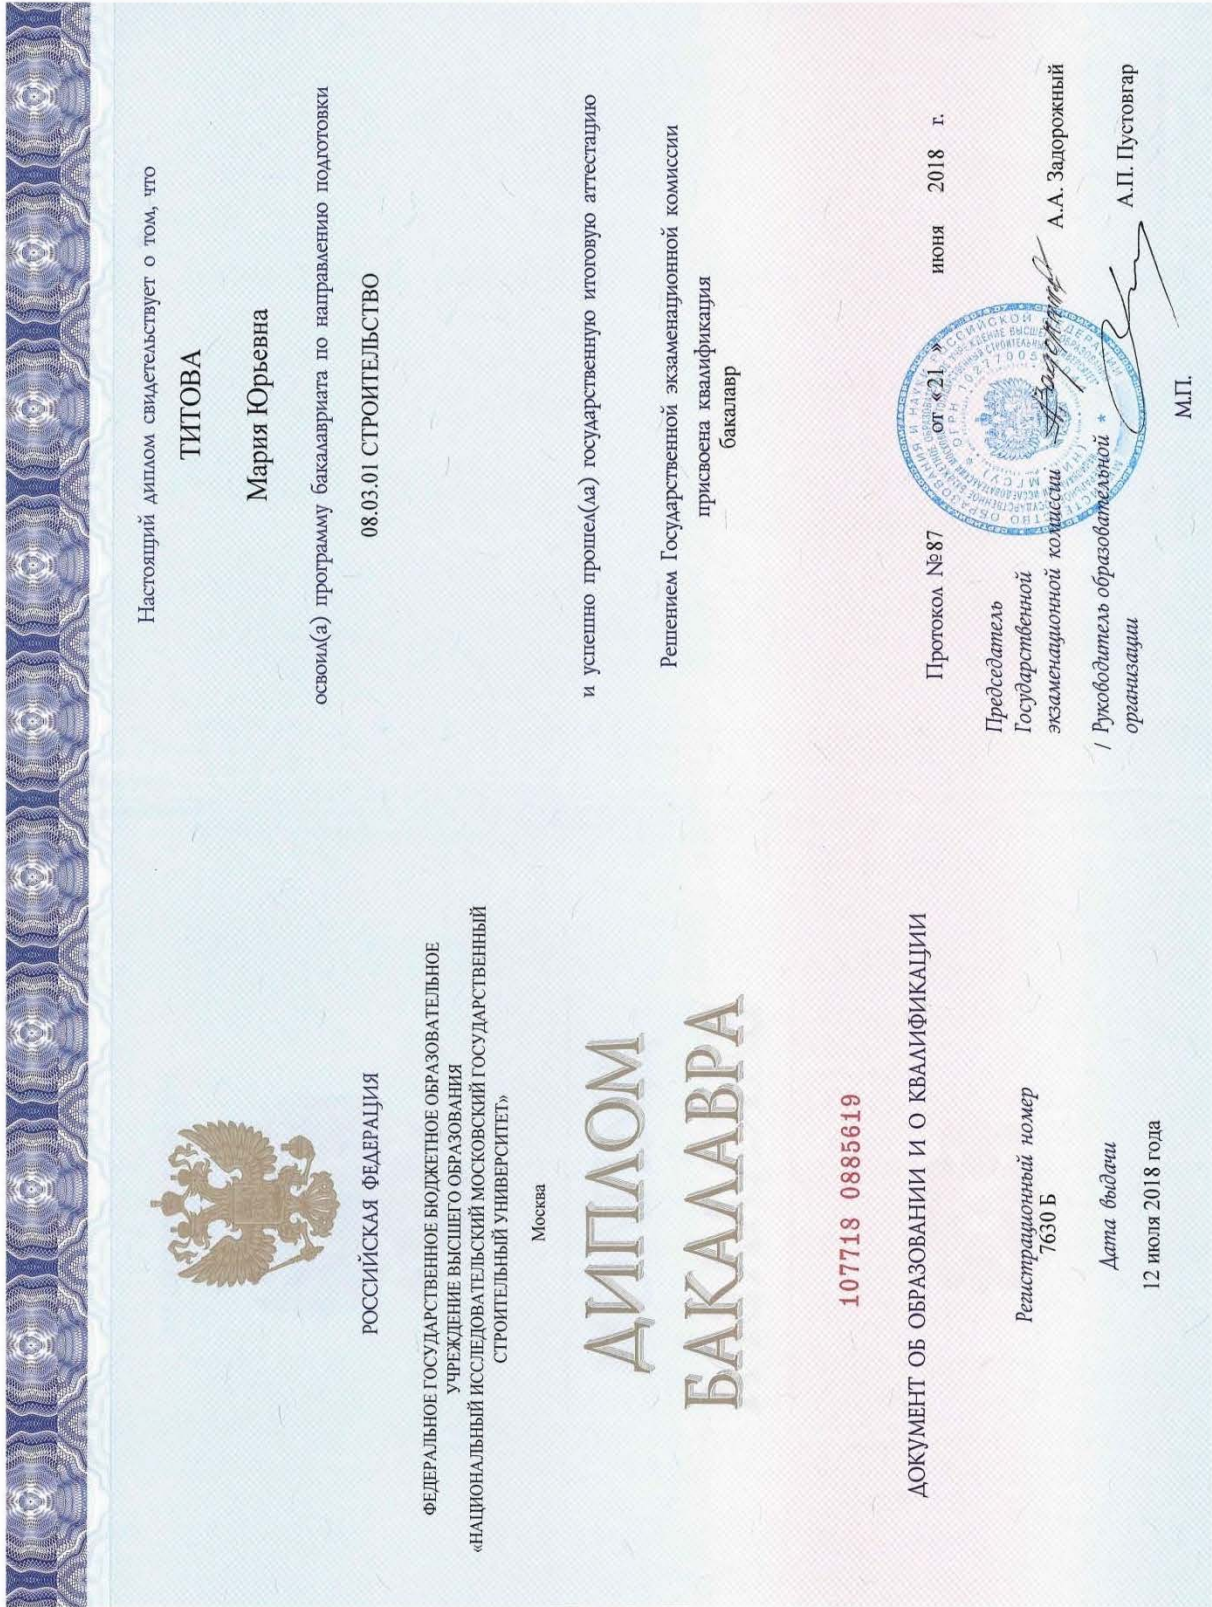 РОССИЙСКАЯ ФЕДЕРАЦИЯ
ФЕДЕРАЛЬНОЕ ГОСУДАРСТВЕННОЕ БЮДЖЕТНОЕ ОБРАЗОВАТЕЛЬНОЕ
УЧРЕЖДЕНИЕ ВЫСШЕГО ОБРАЗОВАНИЯ
«НАЦИОНАЛЬНЫЙ ИССЛЕДОВАТЕЛЬСКИЙ МОСКОВСКИЙ ГОСУДАРСТВЕННЫЙ
СТРОИТЕЛЬНЫЙ УНИВЕРСИТЕТ»
Москва
ДИПЛОМ
БАКАЛАВРА
107718 0885619
ДОКУМЕНТ ОБ ОБРАЗОВАНИИ И О КВАЛИФИКАЦИИ
Регистрационный номер
7630 Б
Дата выдачи
12 июля 2018 года
Настоящий диплом свидетельствует о том, что
ТИТОВА
Мария Юрьевна
освоил(а) программу бакалавриата по направлению подготовки
08.03.01 СТРОИТЕЛЬСТВО
и успешно прошел(ла) государственную итоговую аттестацию
Решением Государственной экзаменационной комиссии
присвоена квалификация
бакалавр
Протокол №87 от «21 » июня 2018 г.
Председатель
Государственной
экзаменационной комиссии А.А. Задорожный
/ Руководитель образовательной
организации А.П. Пустовгар
М.П.